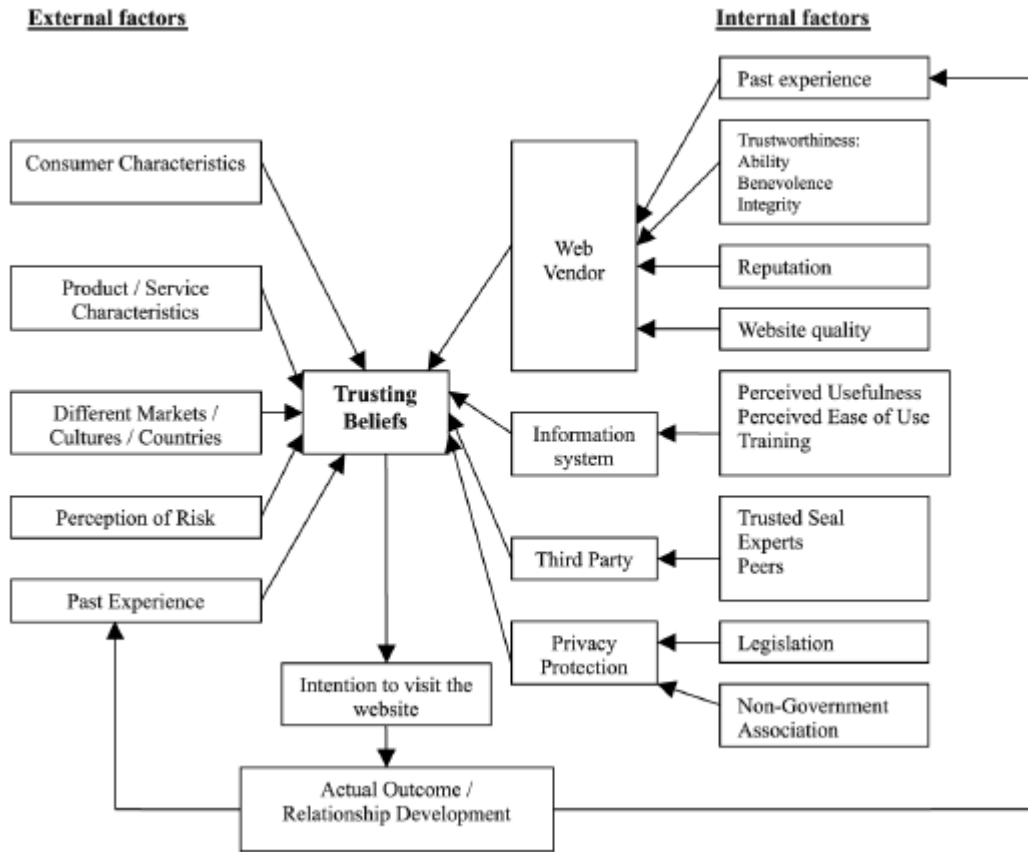 External factors
Internal factors
Past experience
Consumer Characteristics
Trustworthiness:
Ability
Benevolence
Integrity
Web
Vendor
Reputation
Product / Service
Characteristics
Website quality
Trusting
Beliefs
Different Markets /
Cultures / Countries
Information
system
Perceived Usefulness
Perceived Ease of Use
Training
Perception of Risk
Third Party
Trusted Seal
Experts
Peers
Past Experience
Privacy
Protection
Legislation
Intention to visit the
website
Non-Government
Association
Actual Outcome /
Relationship Development